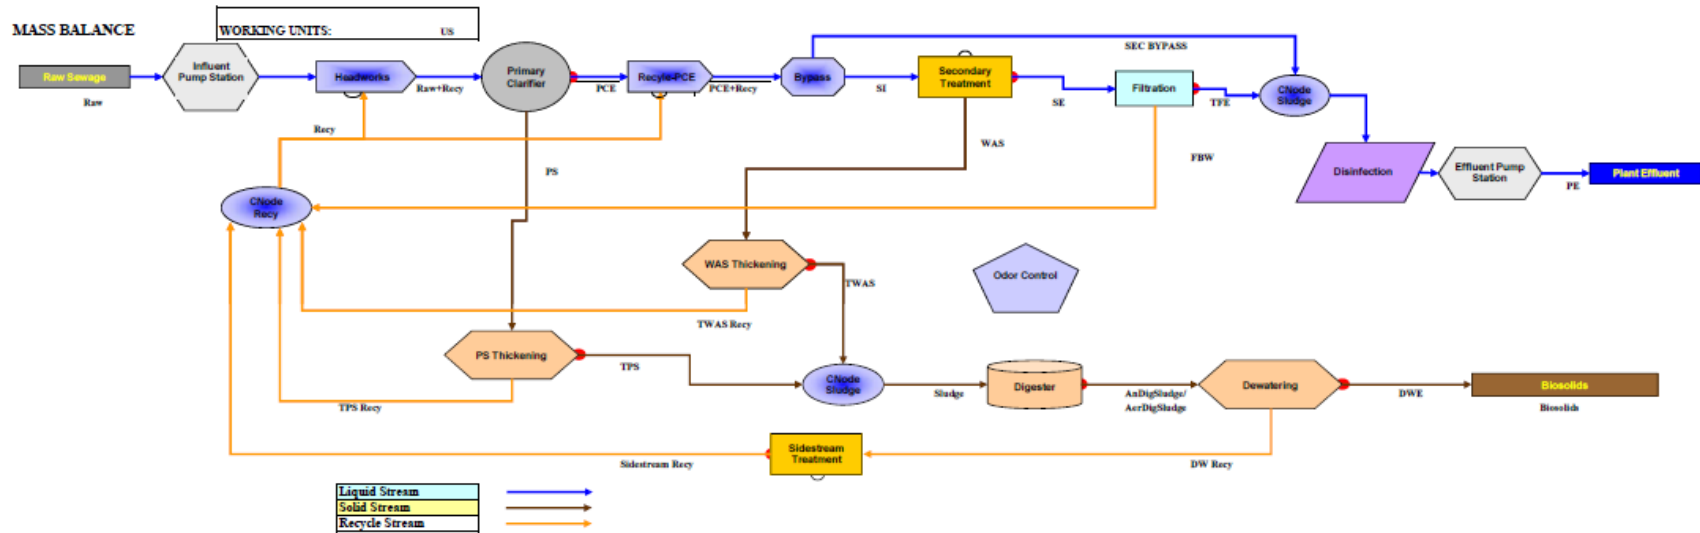 MASS BALANCE
WORKING UNITS: US
SEC BYPASS
Raw Sewage
Raw
Influent
Pump Station
Headworks
Raw+Recy
Primary
Clarifier
PCE
Recyle-PCE
PCE+Recy
Bypass
SI
Secondary
Treatment
SE
Filtration
TFE
CNode
Sludge
Recy
PS
WAS
FBW
Disinfection
Effluent Pump
Station
PE
Plant Effluent
CNode
Recy
WAS Thickening
TWAS
Odor Control
TWAS Recy
PS Thickening
TPS
TPS Recy
CNode
Sludge
Sludge
Digester
AnDigSludge/
AerDigSludge
Dewatering
DWE
Biosolids
Biosolids
Sidestream Recy
Sidestream
Treatment
DW Recy
Liquid Stream
Solid Stream
Recycle Stream